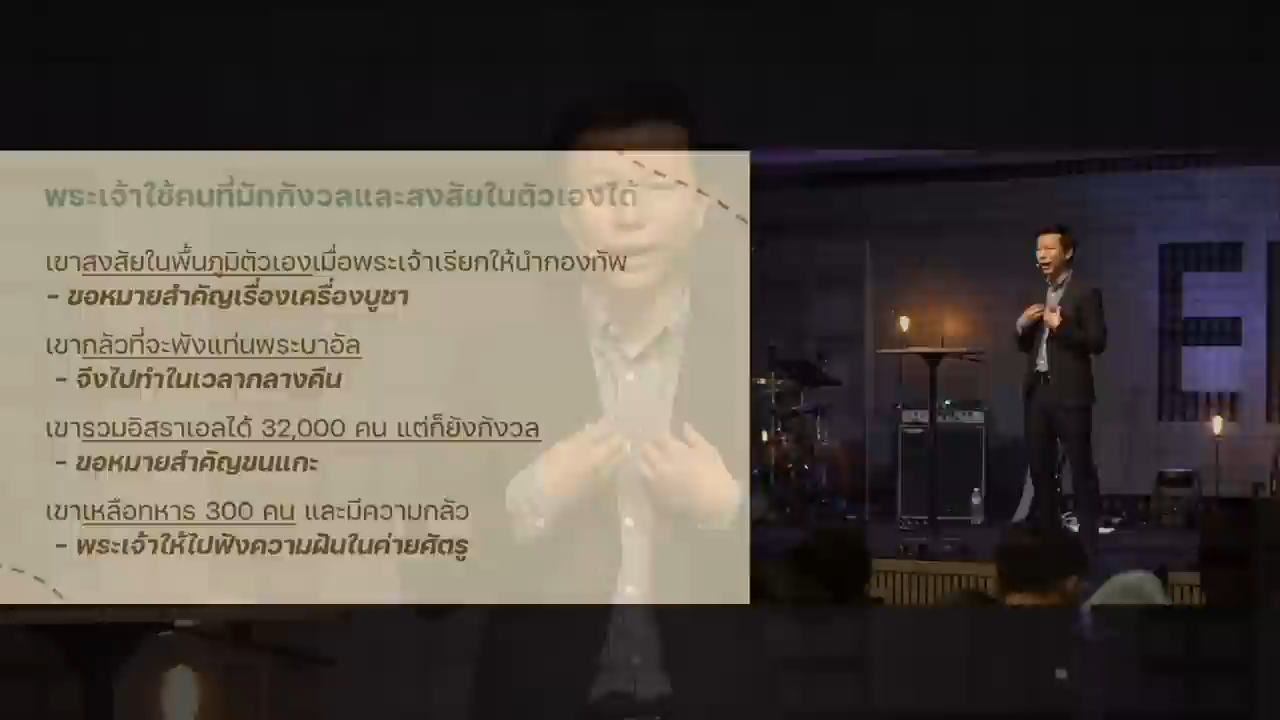 พระเจ้าใช้คนที่มักกังวลและสงสัยในตัวเองได้
เขาสงสัยในพื้นภูมิตัวเองเมื่อพระเจ้าเรียกให้นำกองทัพ
- ขอหมายสำคัญเรื่องเครื่องบูชา
เขากลัวที่จะพังแท่นพระบาอัล
- จึงไปทำในเวลากลางคืน
เขารวมอิสราเอลได้ 32,000 คน แต่ก็ยังกังวล
- ขอหมายสำคัญขนแกะ
เขาเหลือทหาร 300 คน และมีความกลัว
- พระเจ้าให้ไปฟังความฝันในค่ายศัตรู